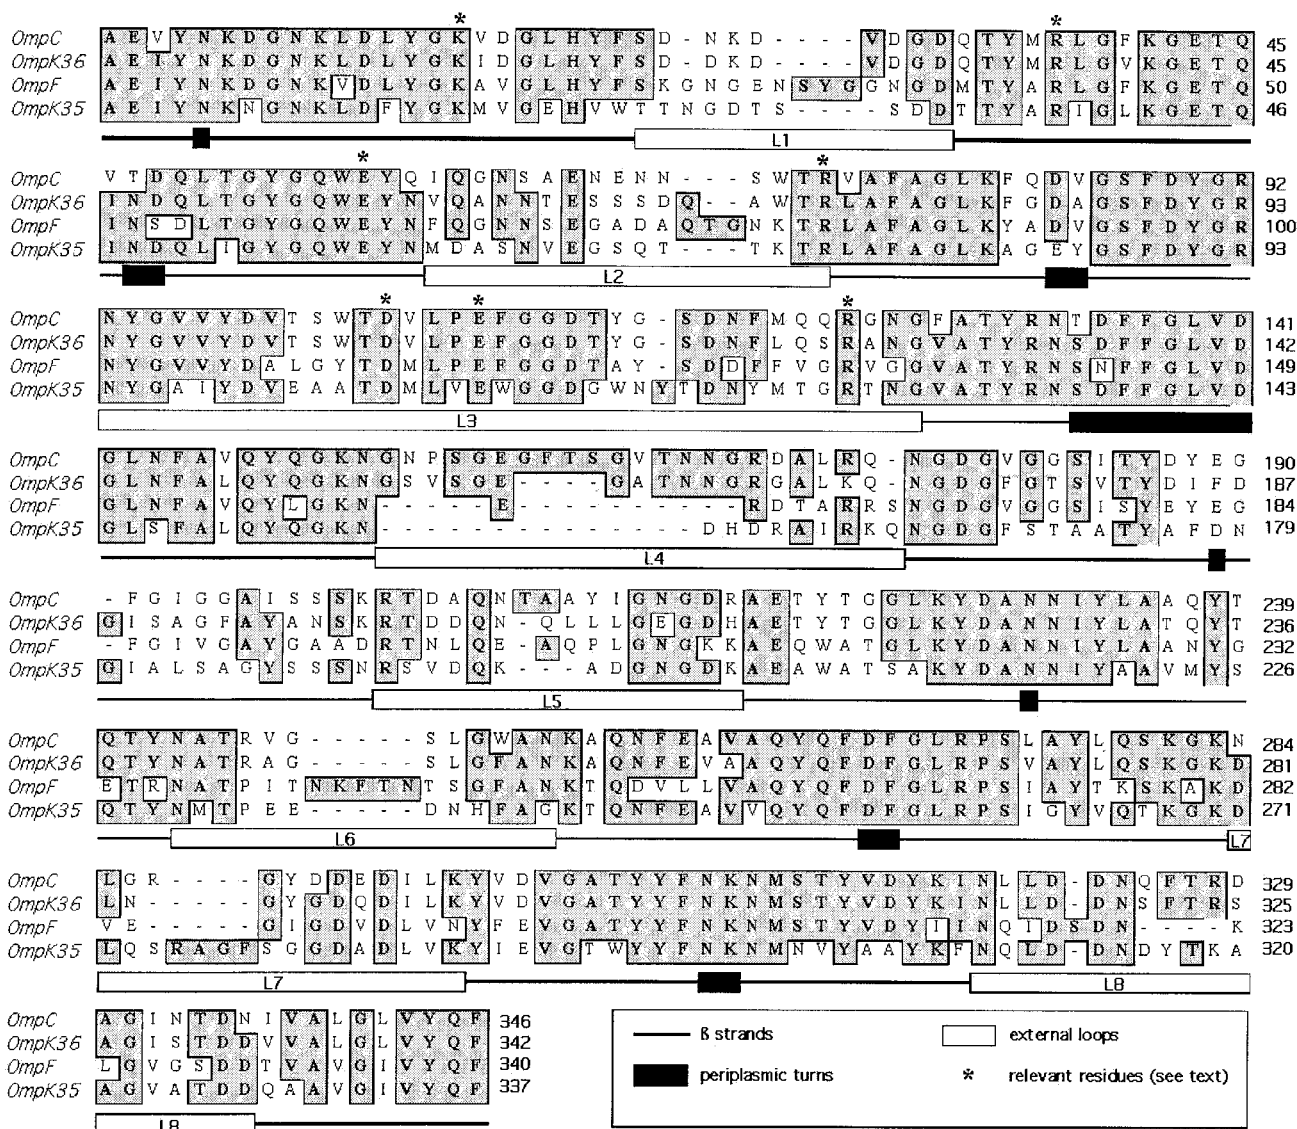 * *
OmpC A E V Y N K D G N K L D L Y G K V D G L H Y F S D - N K D - - - - V D G D Q T Y M R L G F K G E T Q 45
OmpK36 A E I Y N K D G N K L D L Y G K I D G L H Y F S D - D K D - - - - V D G D Q T Y M R L G V K G E T Q 45
OmpF A E I Y N K D G N K V D L Y G K A V G L H Y F S K G N G E N S Y G G N G D M T Y A R L G F K G E T Q 50
OmpK35 A E I Y N K N G N K L D F Y G K M V G E H V W T T N G D T S - - - - S D D T T Y A R I G L K G E T Q 46
L1
* *
OmpC V T D Q L T G Y G Q W E Y Q I Q G N S A E N E N N - - - S W T R V A F A G L K F Q D V G S F D Y G R 92
OmpK36 I N D Q L T G Y G Q W E Y N V Q A N N T E S S S D Q - - A W T R L A F A G L K F G D A G S F D Y G R 93
OmpF I N S D L T G Y G Q W E Y N F Q G N N S E G A D A Q T G N K T R L A F A G L K Y A D V G S F D Y G R 100
OmpK35 I N D Q L T G Y G Q W E Y N M D A S N V E G S Q T - - - T K T R L A F A G L K A G E Y G S F D Y G R 93
L2
* * *
OmpC N Y G V V Y D V T S W T D V L P E F G G D T Y G - S D N F M Q Q R G N G F A T Y R N T D F F G L V D 141
OmpK36 N Y G V V Y D V T S W T D V L P E F G G D T Y G - S D N F L Q S R A N G V A T Y R N S D F F G L V D 142
OmpF N Y G V V Y D A L G Y T D M L P E F G G D T A Y - S D D F F V G R V G G V A T Y R N S N F F G L V D 149
OmpK35 N Y G A I Y D V E A A T D M L V E W G G D G W N Y T D N Y M T G R T N G V A T Y R N S D F F G L V D 143
L3
OmpC G L N F A V Q Y Q G K N G N P S G E G F T S G V T N N G R D A L R Q - N G D G V G G S I T Y D Y E G 190
OmpK36 G L N F A L Q Y Q G K N G S V S G E - - - - G A T N N G R G A L K Q - N G D G F G T S V T Y D I F D 187
OmpF G L N F A V Q Y L G K N - - - - - E - - - - - - - - - - R D T A R R S N G D G V G G S I S Y E Y E G 184
OmpK35 G L S F A L Q Y Q G K N - - - - - - - - - - - - - - D H D R A I R K Q N G D G F S T A A T Y A F D N 179
L4
OmpC - F G I G G A I S S S K R T D A Q N T A A Y I G N G D R A E T Y T G G L K Y D A N N I Y L A A Q Y T 239
OmpK36 G I S A G F A Y A N S K R T D D Q N - Q L L L G E G D H A E T Y T G G L K Y D A N N I Y L A T Q Y T 236
OmpF - F G I V G A Y G A A D R T N L Q E - A Q P L G N G K K A E Q W A T G L K Y D A N N I Y L A A N Y G 232
OmpK35 G I A L S A G Y S S S N R S V D Q K - - - A D G N G D K A E A W A T S A K Y D A N N I Y A A V M Y S 226
L5
OmpC Q T Y N A T R V G - - - - - S L G W A N K A Q N F E A V A Q Y Q F D F G L R P S L A Y L Q S K G K N 284
OmpK36 Q T Y N A T R A G - - - - - S L G F A N K A Q N F E V A A Q Y Q F D F G L R P S V A Y L Q S K G K D 281
OmpF E T R N A T P I T N K F T N T S G F A N K T Q D V L L V A Q Y Q F D F G L R P S I A Y T K S K A K D 282
OmpK35 Q T Y N M T P E E - - - - - D N H F A G K T Q N F E A V V Q Y Q F D F G L R P S I G Y V Q T K G K D 271
L6 L7
OmpC L G R - - - - G Y D D E D I L K Y V D V G A T Y Y F N K N M S T Y V D Y K I N L L D - D N Q F T R D 329
OmpK36 L N - - - - - G Y G D Q D I L K Y V D V G A T Y Y F N K N M S T Y V D Y K I N L L D - D N S F T R S 325
OmpF V E - - - - - G I G D V D L V N Y F E V G A T Y Y F N K N M S T Y V D Y I I N Q I D S D N - - - - K 323
OmpK35 L Q S R A G F S G G D A D L V K Y I E V G T W Y Y F N K N M N V Y A A Y K F N Q L D - D N D Y T K A 320
L7 L8
OmpC A G I N T D N I V A L G L V Y Q F 346
OmpK36 A G I S T D D V V A L G L V Y Q F 342
OmpF L G V G S D D T V A V G I V Y Q F 340
OmpK35 A G V A T D D Q A A V G I V Y Q F 337
L8
ß strands
external loops
periplasmic turns
* relevant residues (see text)